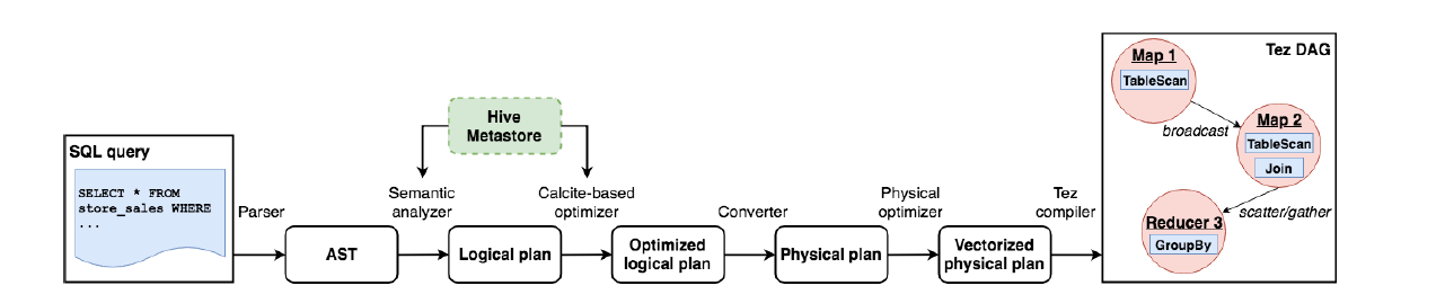 SQL query
SELECT * FROM
store_sales WHERE
...
Parser
AST
Semantic
analyzer
Hive
Metastore
Logical plan
Calcite-based
optimizer
Optimized
logical plan
Converter
Physical plan
Physical
optimizer
Vectorized
physical plan
Tez
compiler
Tez DAG
Map 1
TableScan
broadcast
Map 2
TableScan
Join
scatter/gather
Reducer 3
GroupBy